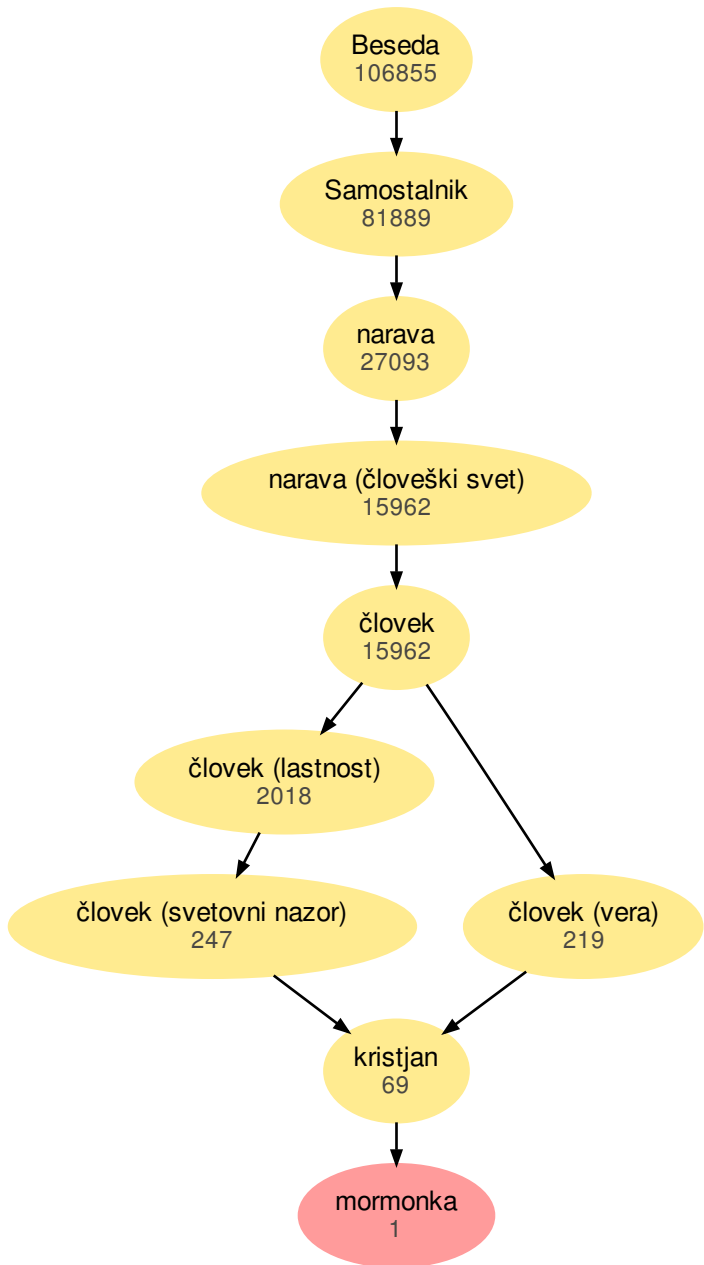 Beseda
106855
Samostalnik
81889
narava
27093
narava (človeški svet)
15962
človek
15962
človek (lastnost)
2018
človek (svetovni nazor)
247
človek (vera)
219
kristjan
69
mormonka
1